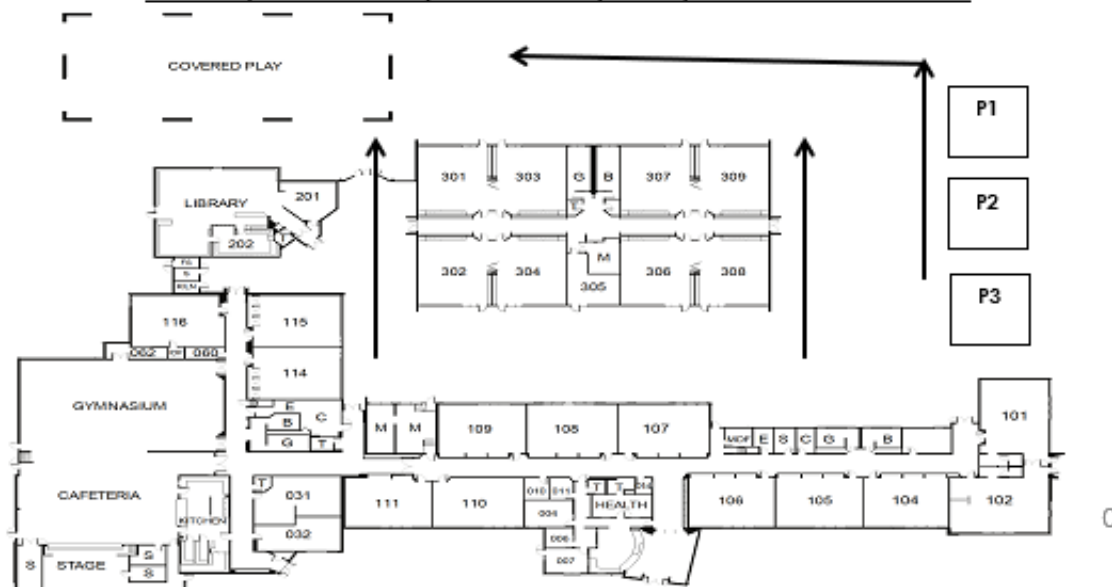 COVERED PLAY
P1
P2
P3
301 303 G B 307 309
LIBRARY
201
202
302 304 M 306 308
305
S
KILN
116
115
062 060
114
GYMNASIUM
E
B C
G T
M M
109 108 107
MDF E S C G B
101
CAFETERIA
KITCHEN
T
031
032
111 110
010 011
004
T T
HEALTH
006
007
106 105 104 102
STAGE
S
S
S